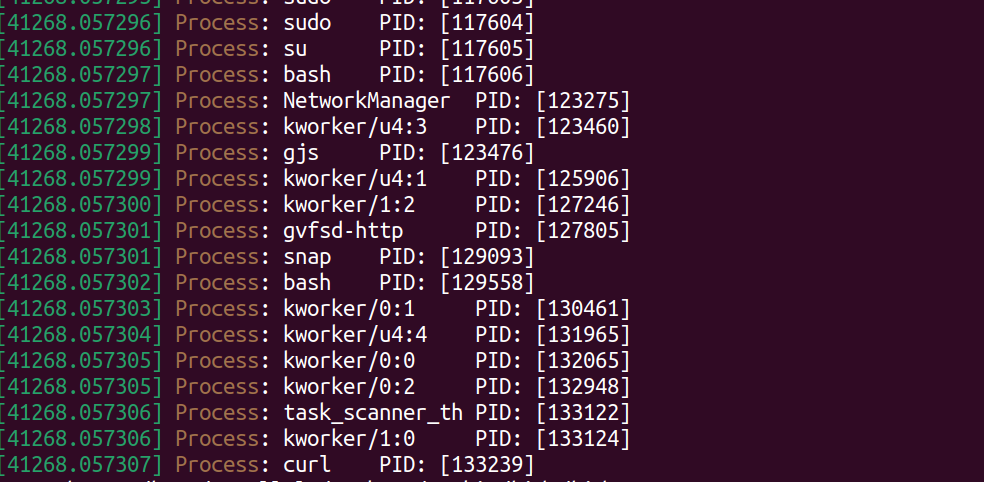 [41268.057296] Process: sudo    PID: [117604]
[41268.057296] Process: su      PID: [117605]
[41268.057297] Process: bash    PID: [117606]
[41268.057297] Process: NetworkManager  PID: [123275]
[41268.057298] Process: kworker/u4:3    PID: [123460]
[41268.057299] Process: gjs     PID: [123476]
[41268.057299] Process: kworker/u4:1    PID: [125906]
[41268.057300] Process: kworker/1:2     PID: [127246]
[41268.057301] Process: gvfsd-http      PID: [127805]
[41268.057301] Process: snap    PID: [129093]
[41268.057302] Process: bash    PID: [129558]
[41268.057303] Process: kworker/0:1     PID: [130461]
[41268.057304] Process: kworker/u4:4    PID: [131965]
[41268.057305] Process: kworker/0:0     PID: [132065]
[41268.057305] Process: kworker/0:2     PID: [132948]
[41268.057306] Process: task_scanner_th PID: [133122]
[41268.057306] Process: kworker/1:0     PID: [133124]
[41268.057307] Process: curl    PID: [133239]